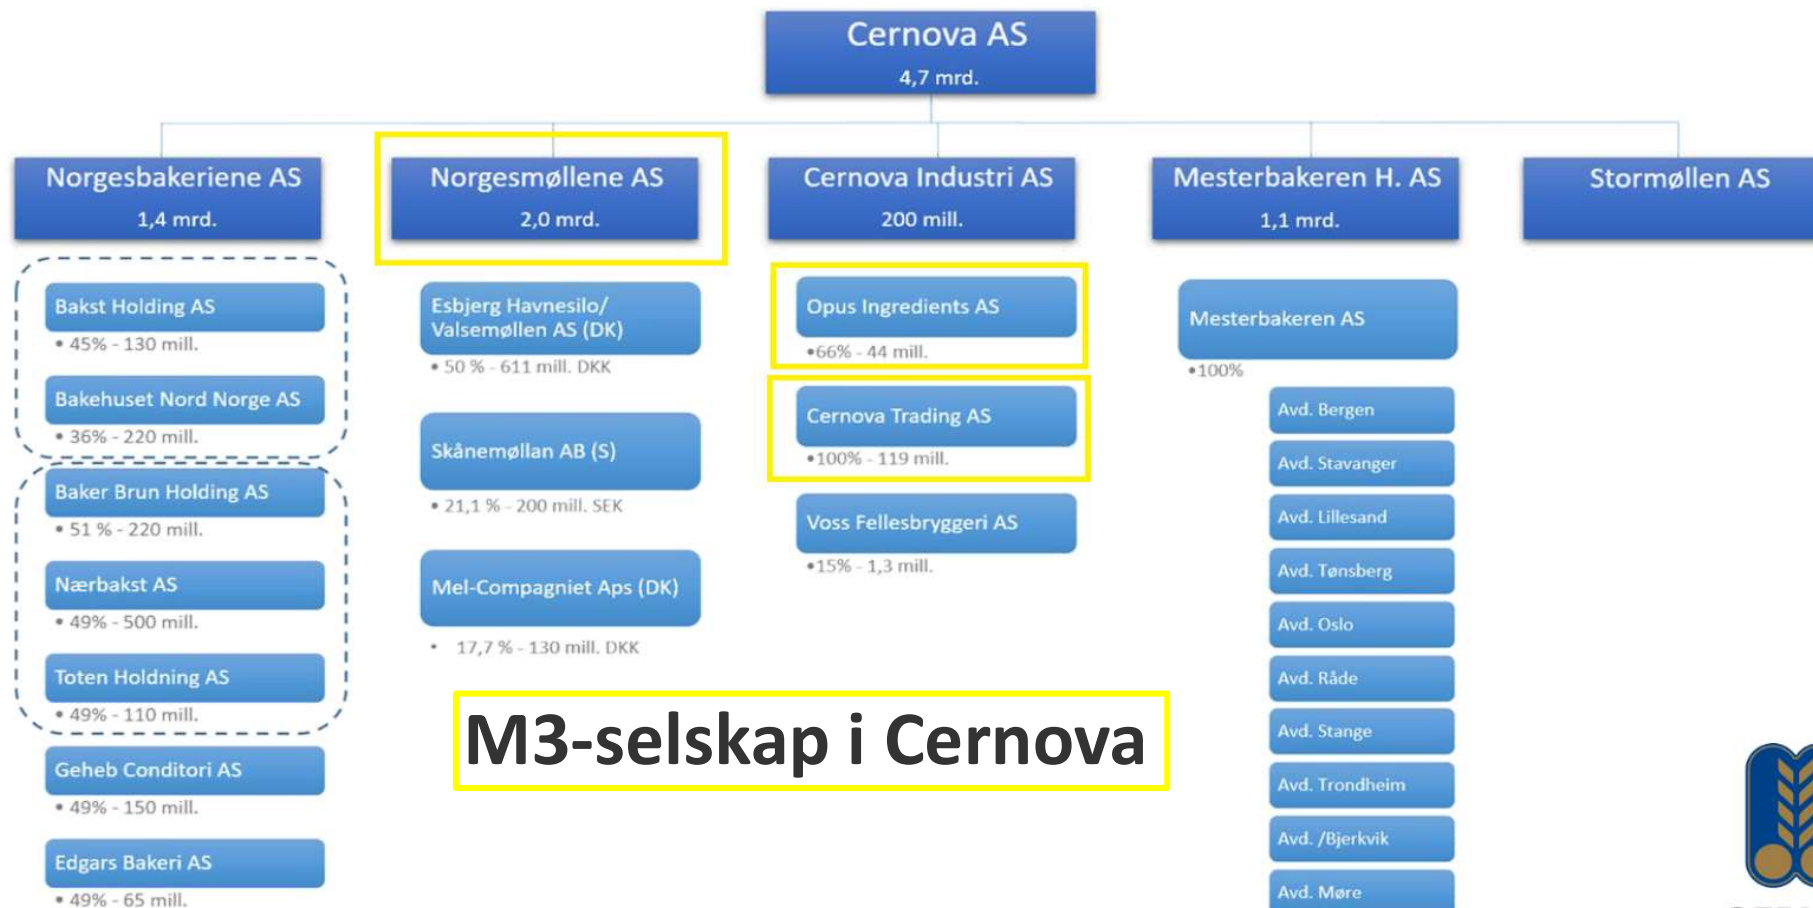 Cernova AS
4,7 mrd.
Norgesbakeriene AS
1,4 mrd.
Norgesmøllene AS
2,0 mrd.
Cernova Industri AS
200 mill.
Mesterbakeren H. AS
1,1 mrd.
Stormøllen AS
Bakst Holding AS
• 45% - 130 mill.
Bakehuset Nord Norge AS
• 36% - 220 mill.
Baker Brun Holding AS
• 51 % - 220 mill.
Nærbakst AS
• 49% - 500 mill.
Toten Holdning AS
• 49% - 110 mill.
Geheb Conditori AS
• 49% - 150 mill.
Edgars Bakeri AS
• 49% - 65 mill.
Esbjerg Havnesilo/
Valsemøllen AS (DK)
• 50 % - 611 mill. DKK
Skånemøllan AB (S)
• 21,1 % - 200 mill. SEK
Mel-Compagniet Aps (DK)
• 17,7 % - 130 mill. DKK
Opus Ingredients AS
•66% - 44 mill.
Cernova Trading AS
•100% - 119 mill.
Voss Fellesbryggeri AS
•15% - 1,3 mill.
Mesterbakeren AS
•100%
Avd. Bergen
Avd. Stavanger
Avd. Lillesand
Avd. Tønsberg
Avd. Oslo
Avd. Råde
Avd. Stange
Avd. Trondheim
Avd. /Bjerkvik
Avd. Møre
M3-selskap i Cernova